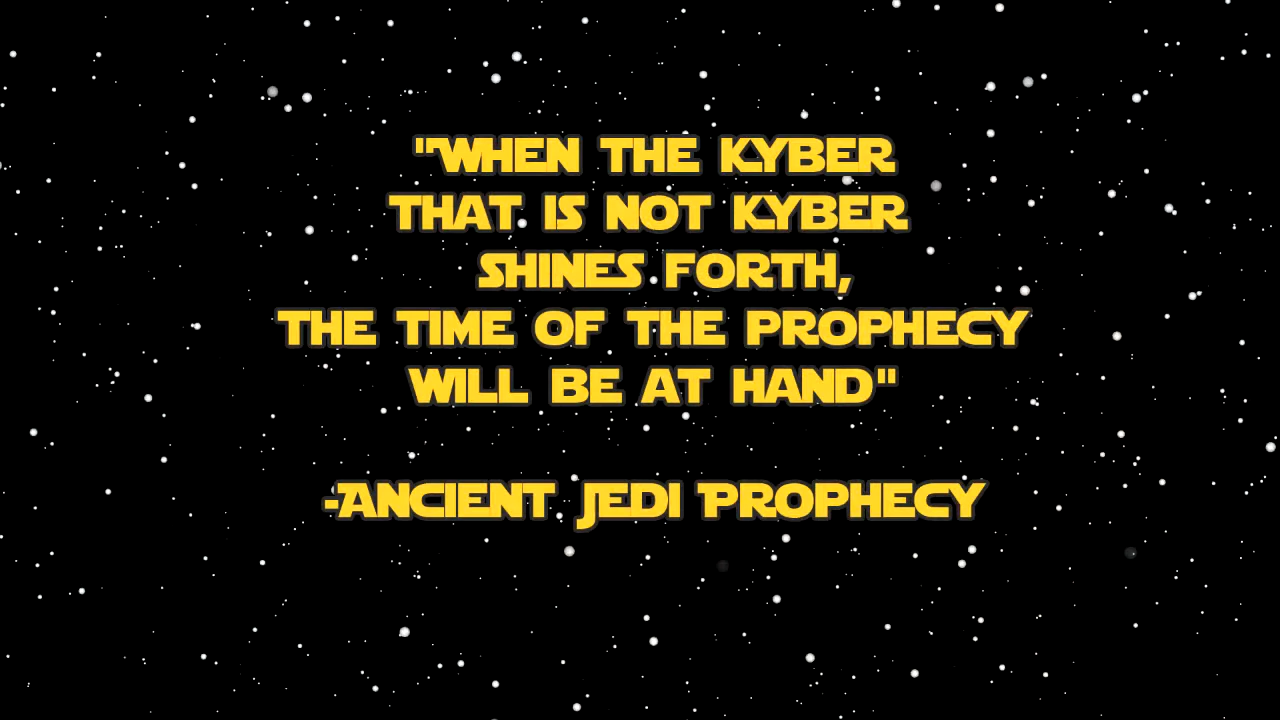 "WHEN THE KYBER
THAT IS NOT KYBER
SHINES FORTH,
THE TIME OF THE PROPHECY
WILL BE AT HAND"
-ANCIENT JEDI PROPHECY